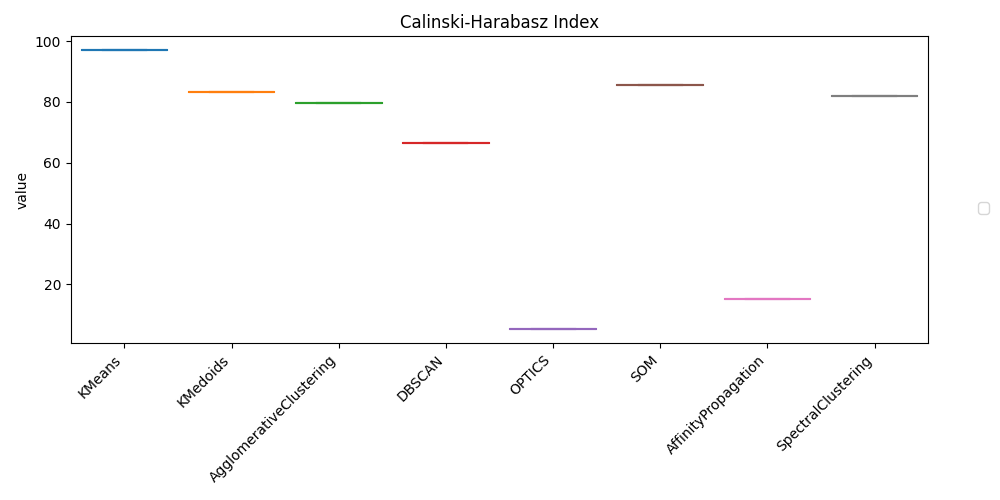 Calinski-Harabasz Index
value
100
80
60
40
20
KMeans
KMedoids
AgglomerativeClustering
DBSCAN
OPTICS
SOM
AffinityPropagation
SpectralClustering